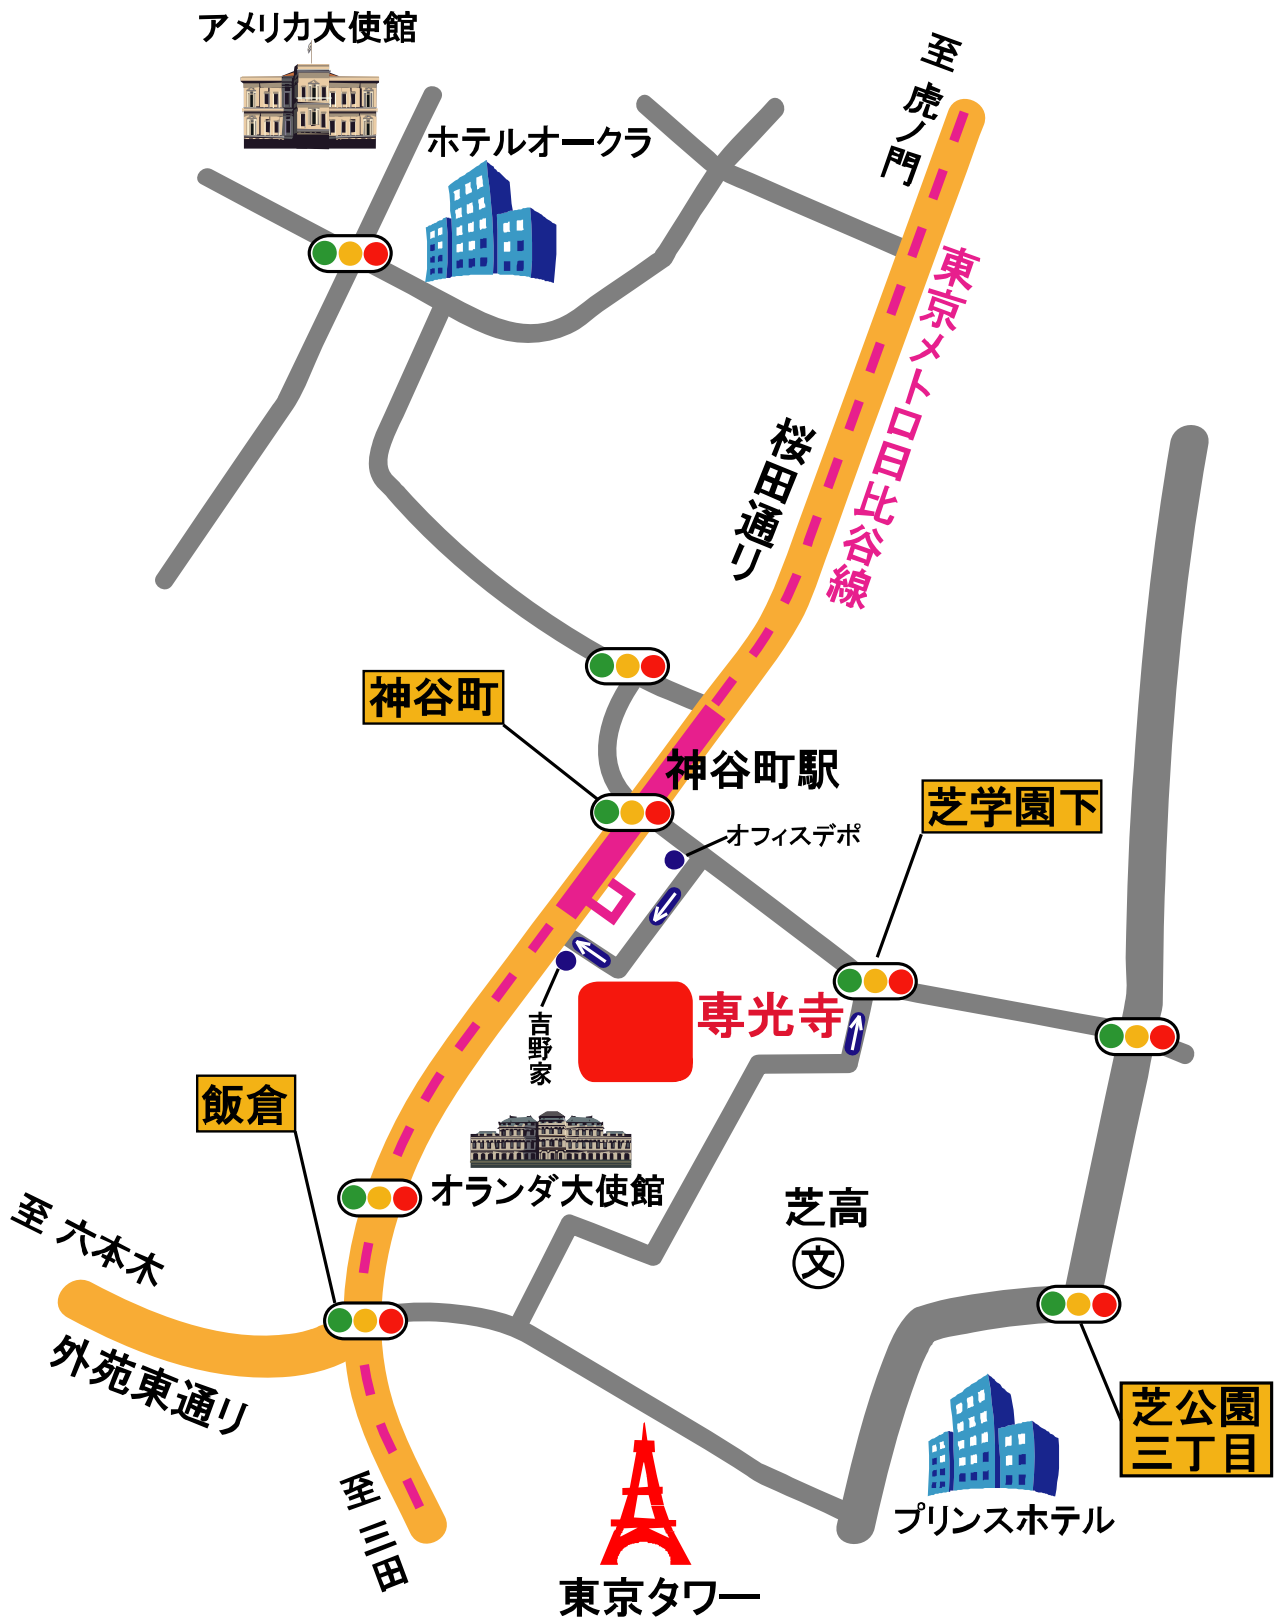 アメリカ大使館
至 虎ノ門
ホテルオークラ
東京メトロ日比谷線
桜田通り
神谷町
神谷町駅
芝学園下
オフィスデポ
専光寺
吉野家
飯倉
オランダ大使館
芝高
文
至 六本木
外苑東通り
芝公園
三丁目
至 三田
プリンスホテル
東京タワー